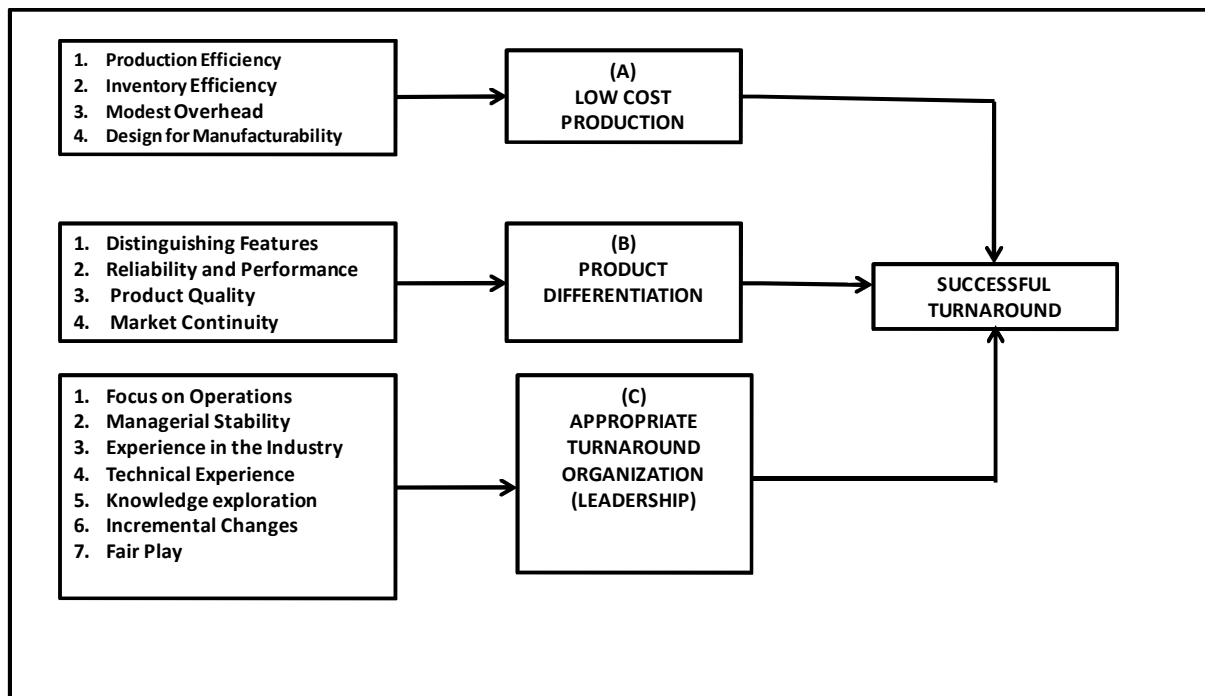 1. Production Efficiency
2. Inventory Efficiency
3. Modest Overhead
4. Design for Manufacturability
(A)
LOW COST
PRODUCTION
1. Distinguishing Features
2. Reliability and Performance
3. Product Quality
4. Market Continuity
(B)
PRODUCT
DIFFERENTIATION
SUCCESSFUL
TURNAROUND
1. Focus on Operations
2. Managerial Stability
3. Experience in the Industry
4. Technical Experience
5. Knowledge exploration
6. Incremental Changes
7. Fair Play
(C)
APPROPRIATE
TURNAROUND
ORGANIZATION
(LEADERSHIP)